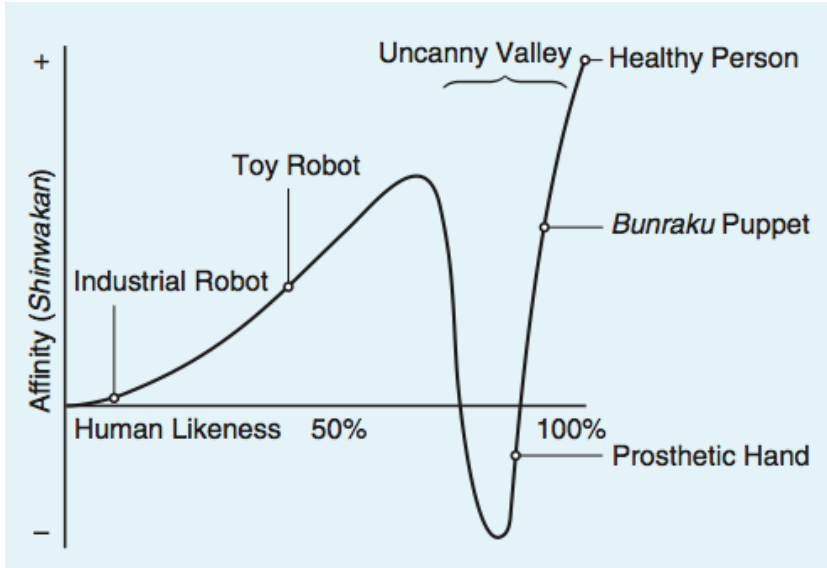 +
Uncanny Valley
Healthy Person
Toy Robot
Bunraku Puppet
Industrial Robot
Affinity (Shinwakan)
Human Likeness 50% 100%
Prosthetic Hand
–